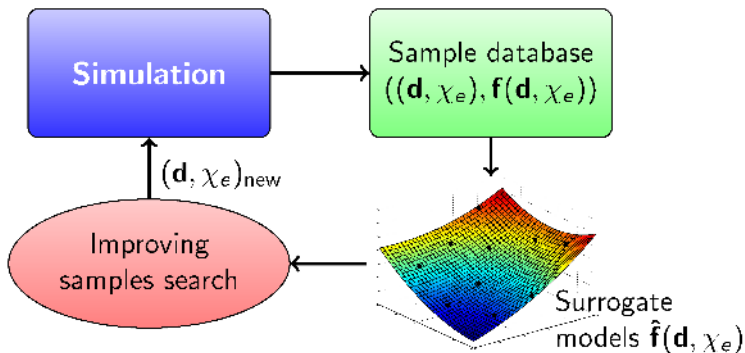 Simulation
Sample database
((𝐝, χₑ), 𝐟(𝐝, χₑ))
(𝐝, χₑ)new
Improving
samples search
Surrogate
models 𝐟̂(𝐝, χₑ)